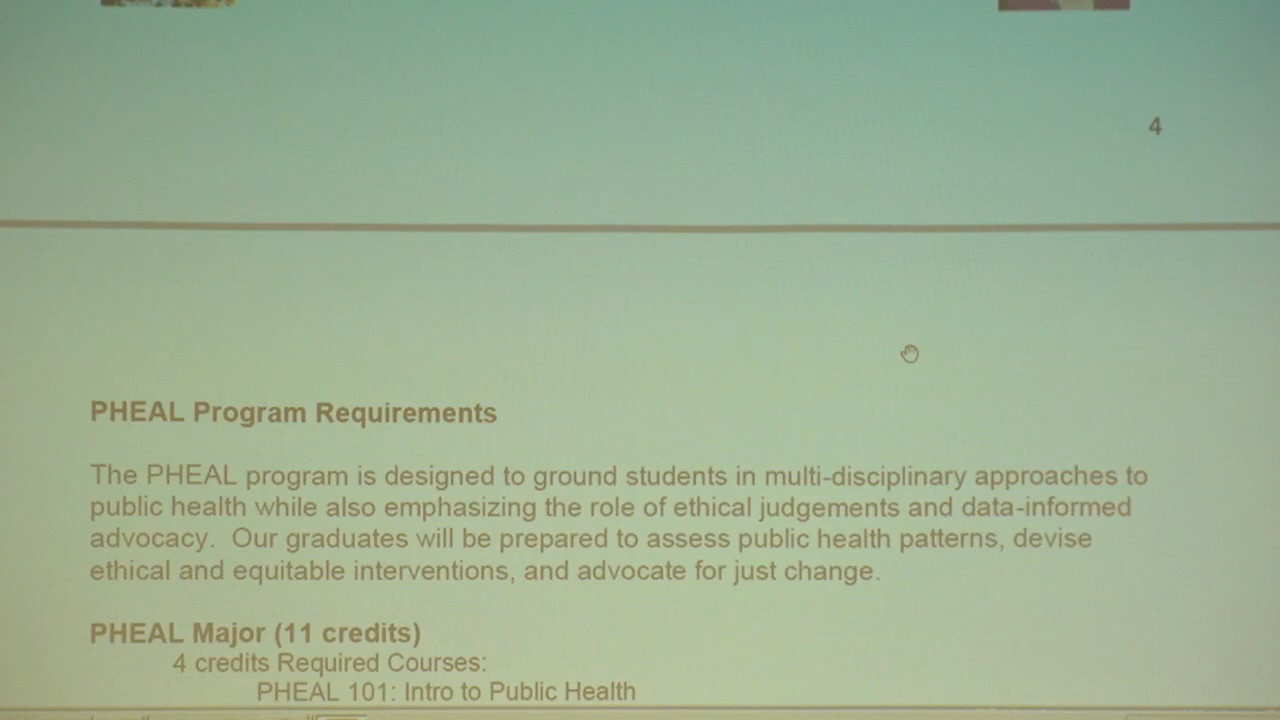 4
PHEAL Program Requirements
The PHEAL program is designed to ground students in multi-disciplinary approaches to
public health while also emphasizing the role of ethical judgements and data-informed
advocacy.  Our graduates will be prepared to assess public health patterns, devise
ethical and equitable interventions, and advocate for just change.
PHEAL Major (11 credits)
4 credits Required Courses:
PHEAL 101: Intro to Public Health